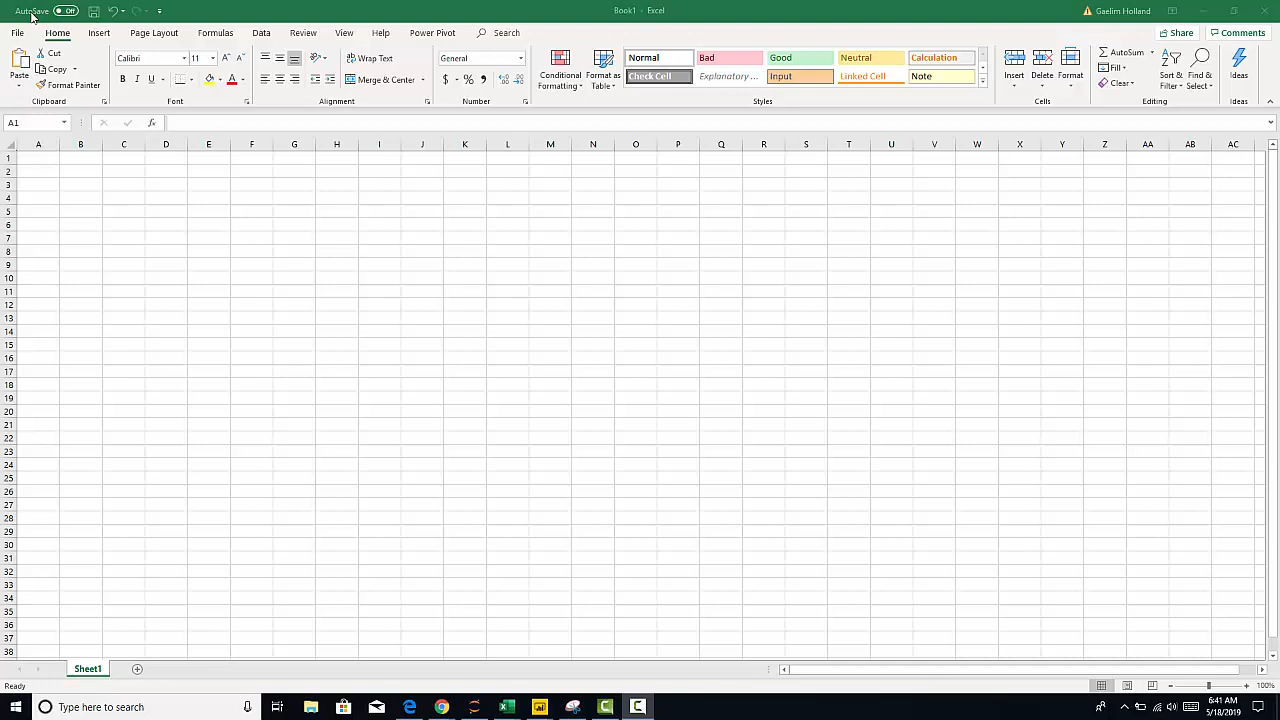 AutoSave Off Book1 - Excel Gaelim Holland
File Home Insert Page Layout Formulas Data Review View Help Power Pivot Search Share Comments
Paste Cut Copy Format Painter Clipboard
Calibri 11 B I U A A A Font
Wrap Text Merge & Center Alignment
General $ % Number
Conditional Formatting Format as Table
Normal Bad Good Neutral Calculation
Check Cell Explanatory ... Input Linked Cell Note
Styles
Insert Delete Format Cells
AutoSum Fill Clear Sort & Filter Find & Select Editing
Ideas Ideas
A1 fx
A B C D E F G H I J K L M N O P Q R S T U V W X Y Z AA AB AC
1
2
3
4
5
6
7
8
9
10
11
12
13
14
15
16
17
18
19
20
21
22
23
24
25
26
27
28
29
30
31
32
33
34
35
36
37
38
Sheet1
Ready 100%
Type here to search 6:41 AM
5/18/2019